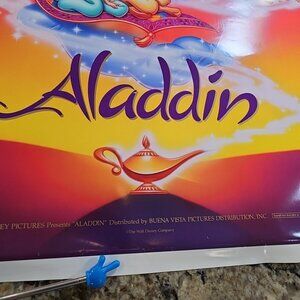 Aladdin
EY PICTURES Presents "ALADDIN" Distributed by BUENA VISTA PICTURES DISTRIBUTION, INC.
©The Walt Disney Company